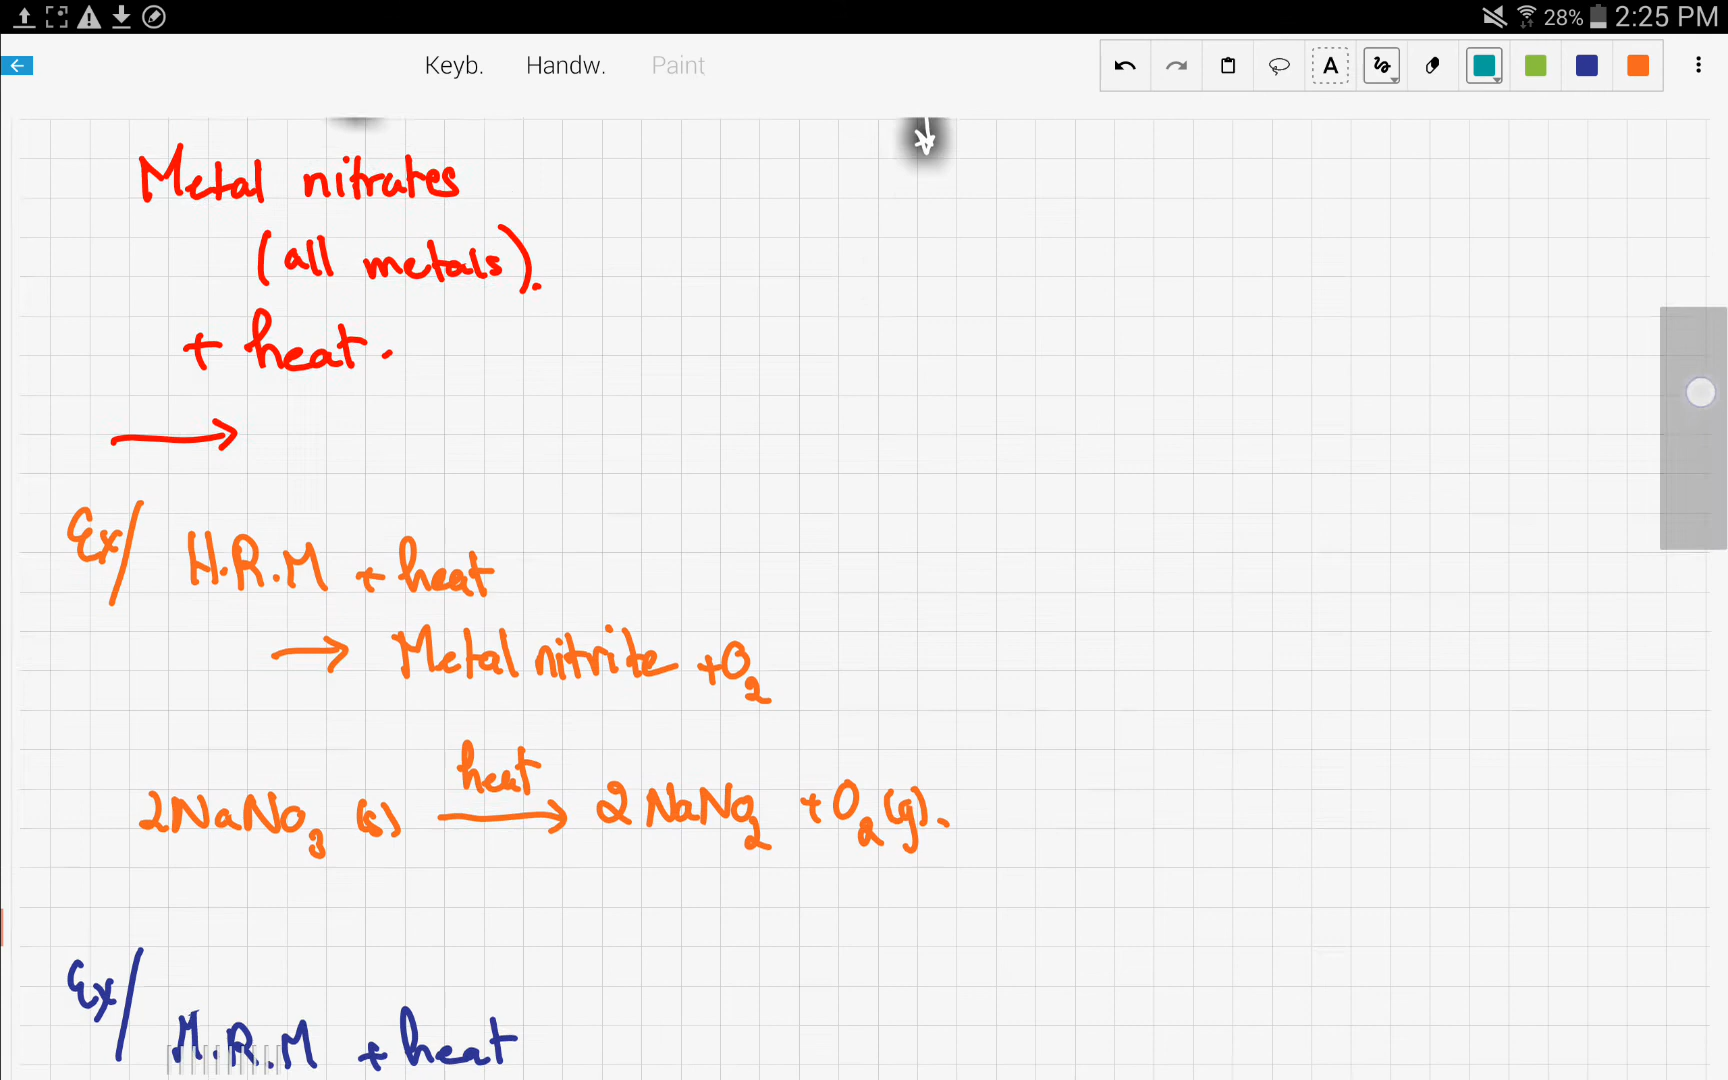 28% 2:25 PM
Keyb. Handw. Paint
A
Metal nitrates
(all metals).
+ heat.
→
Ex/ H.R.M + heat
→ Metal nitrite + O₂
2NaNO₃ (s) —heat→ 2NaNO₂ + O₂(g).
Ex/
M.R.M + heat